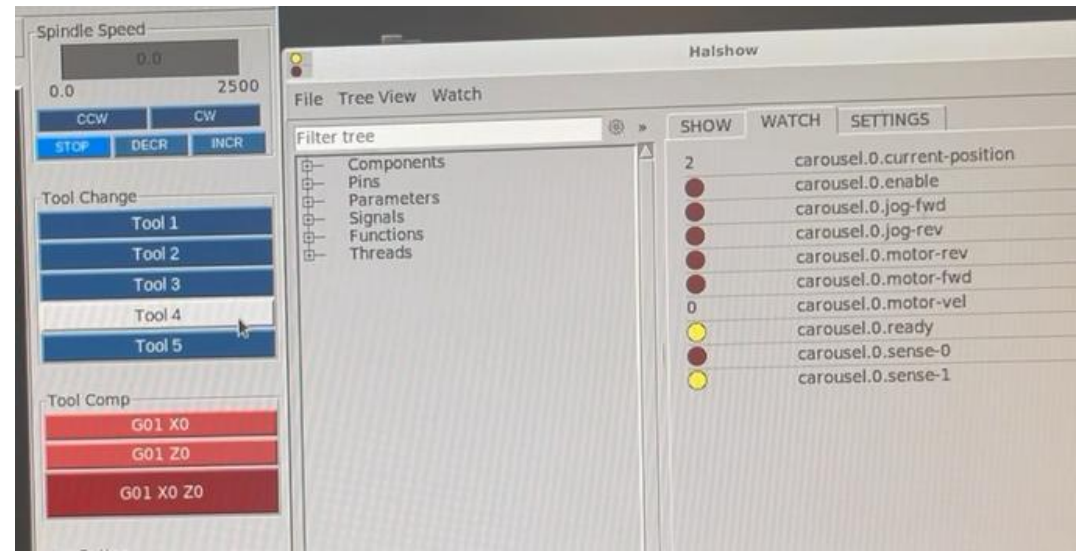 Spindle Speed
0.0
0.0 2500
CCW CW
STOP DECR INCR
Tool Change
Tool 1
Tool 2
Tool 3
Tool 4
Tool 5
Tool Comp
G01 X0
G01 Z0
G01 X0 Z0
Halshow
File Tree View Watch
Filter tree
Components
Pins
Parameters
Signals
Functions
Threads
SHOW WATCH SETTINGS
2 carousel.0.current-position
carousel.0.enable
carousel.0.jog-fwd
carousel.0.jog-rev
carousel.0.motor-rev
carousel.0.motor-fwd
0 carousel.0.motor-vel
carousel.0.ready
carousel.0.sense-0
carousel.0.sense-1